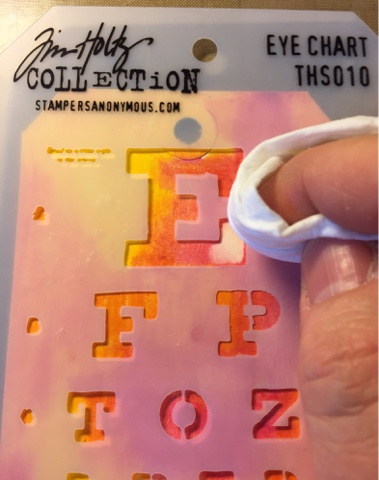 Tim Holtz
COLLECTION
STAMPERSANONYMOUS.COM
EYE CHART
THS010
E
F P
T O Z